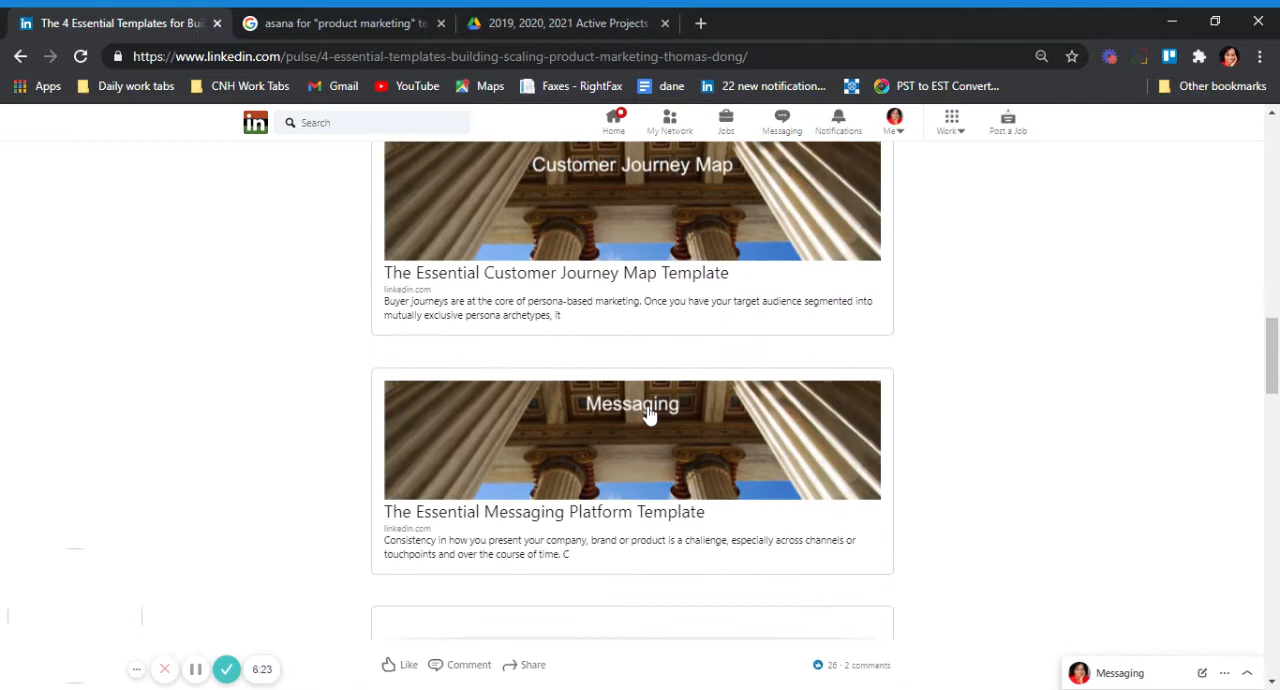 The 4 Essential Templates for Bui
asana for "product marketing" te
2019, 2020, 2021 Active Projects
https://www.linkedin.com/pulse/4-essential-templates-building-scaling-product-marketing-thomas-dong/
Apps
Daily work tabs
CNH Work Tabs
Gmail
YouTube
Maps
Faxes - RightFax
dane
22 new notification...
PST to EST Convert...
Other bookmarks
in
Search
Home
My Network
Jobs
Messaging
Notifications
Me
Work
Post a Job
Customer Journey Map
The Essential Customer Journey Map Template
linkedin.com
Buyer journeys are at the core of persona-based marketing. Once you have your target audience segmented into
mutually exclusive persona archetypes, it
Messaging
The Essential Messaging Platform Template
linkedin.com
Consistency in how you present your company, brand or product is a challenge, especially across channels or
touchpoints and over the course of time. C
Like
Comment
Share
26 · 2 comments
6:23
Messaging